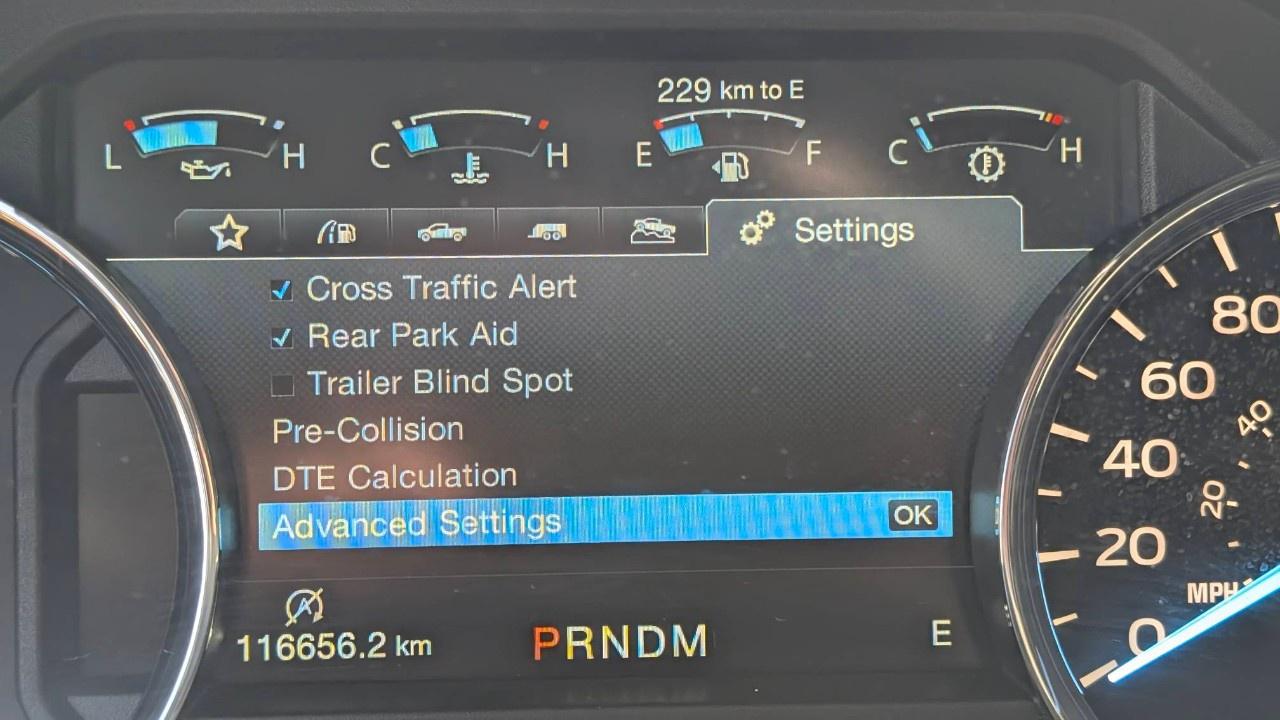 229 km to E
L H C H E F C H
Settings
Cross Traffic Alert
Rear Park Aid
Trailer Blind Spot
Pre-Collision
DTE Calculation
Advanced Settings OK
116656.2 km PRNDM E
80
60
40
40
20
20
MPH
0